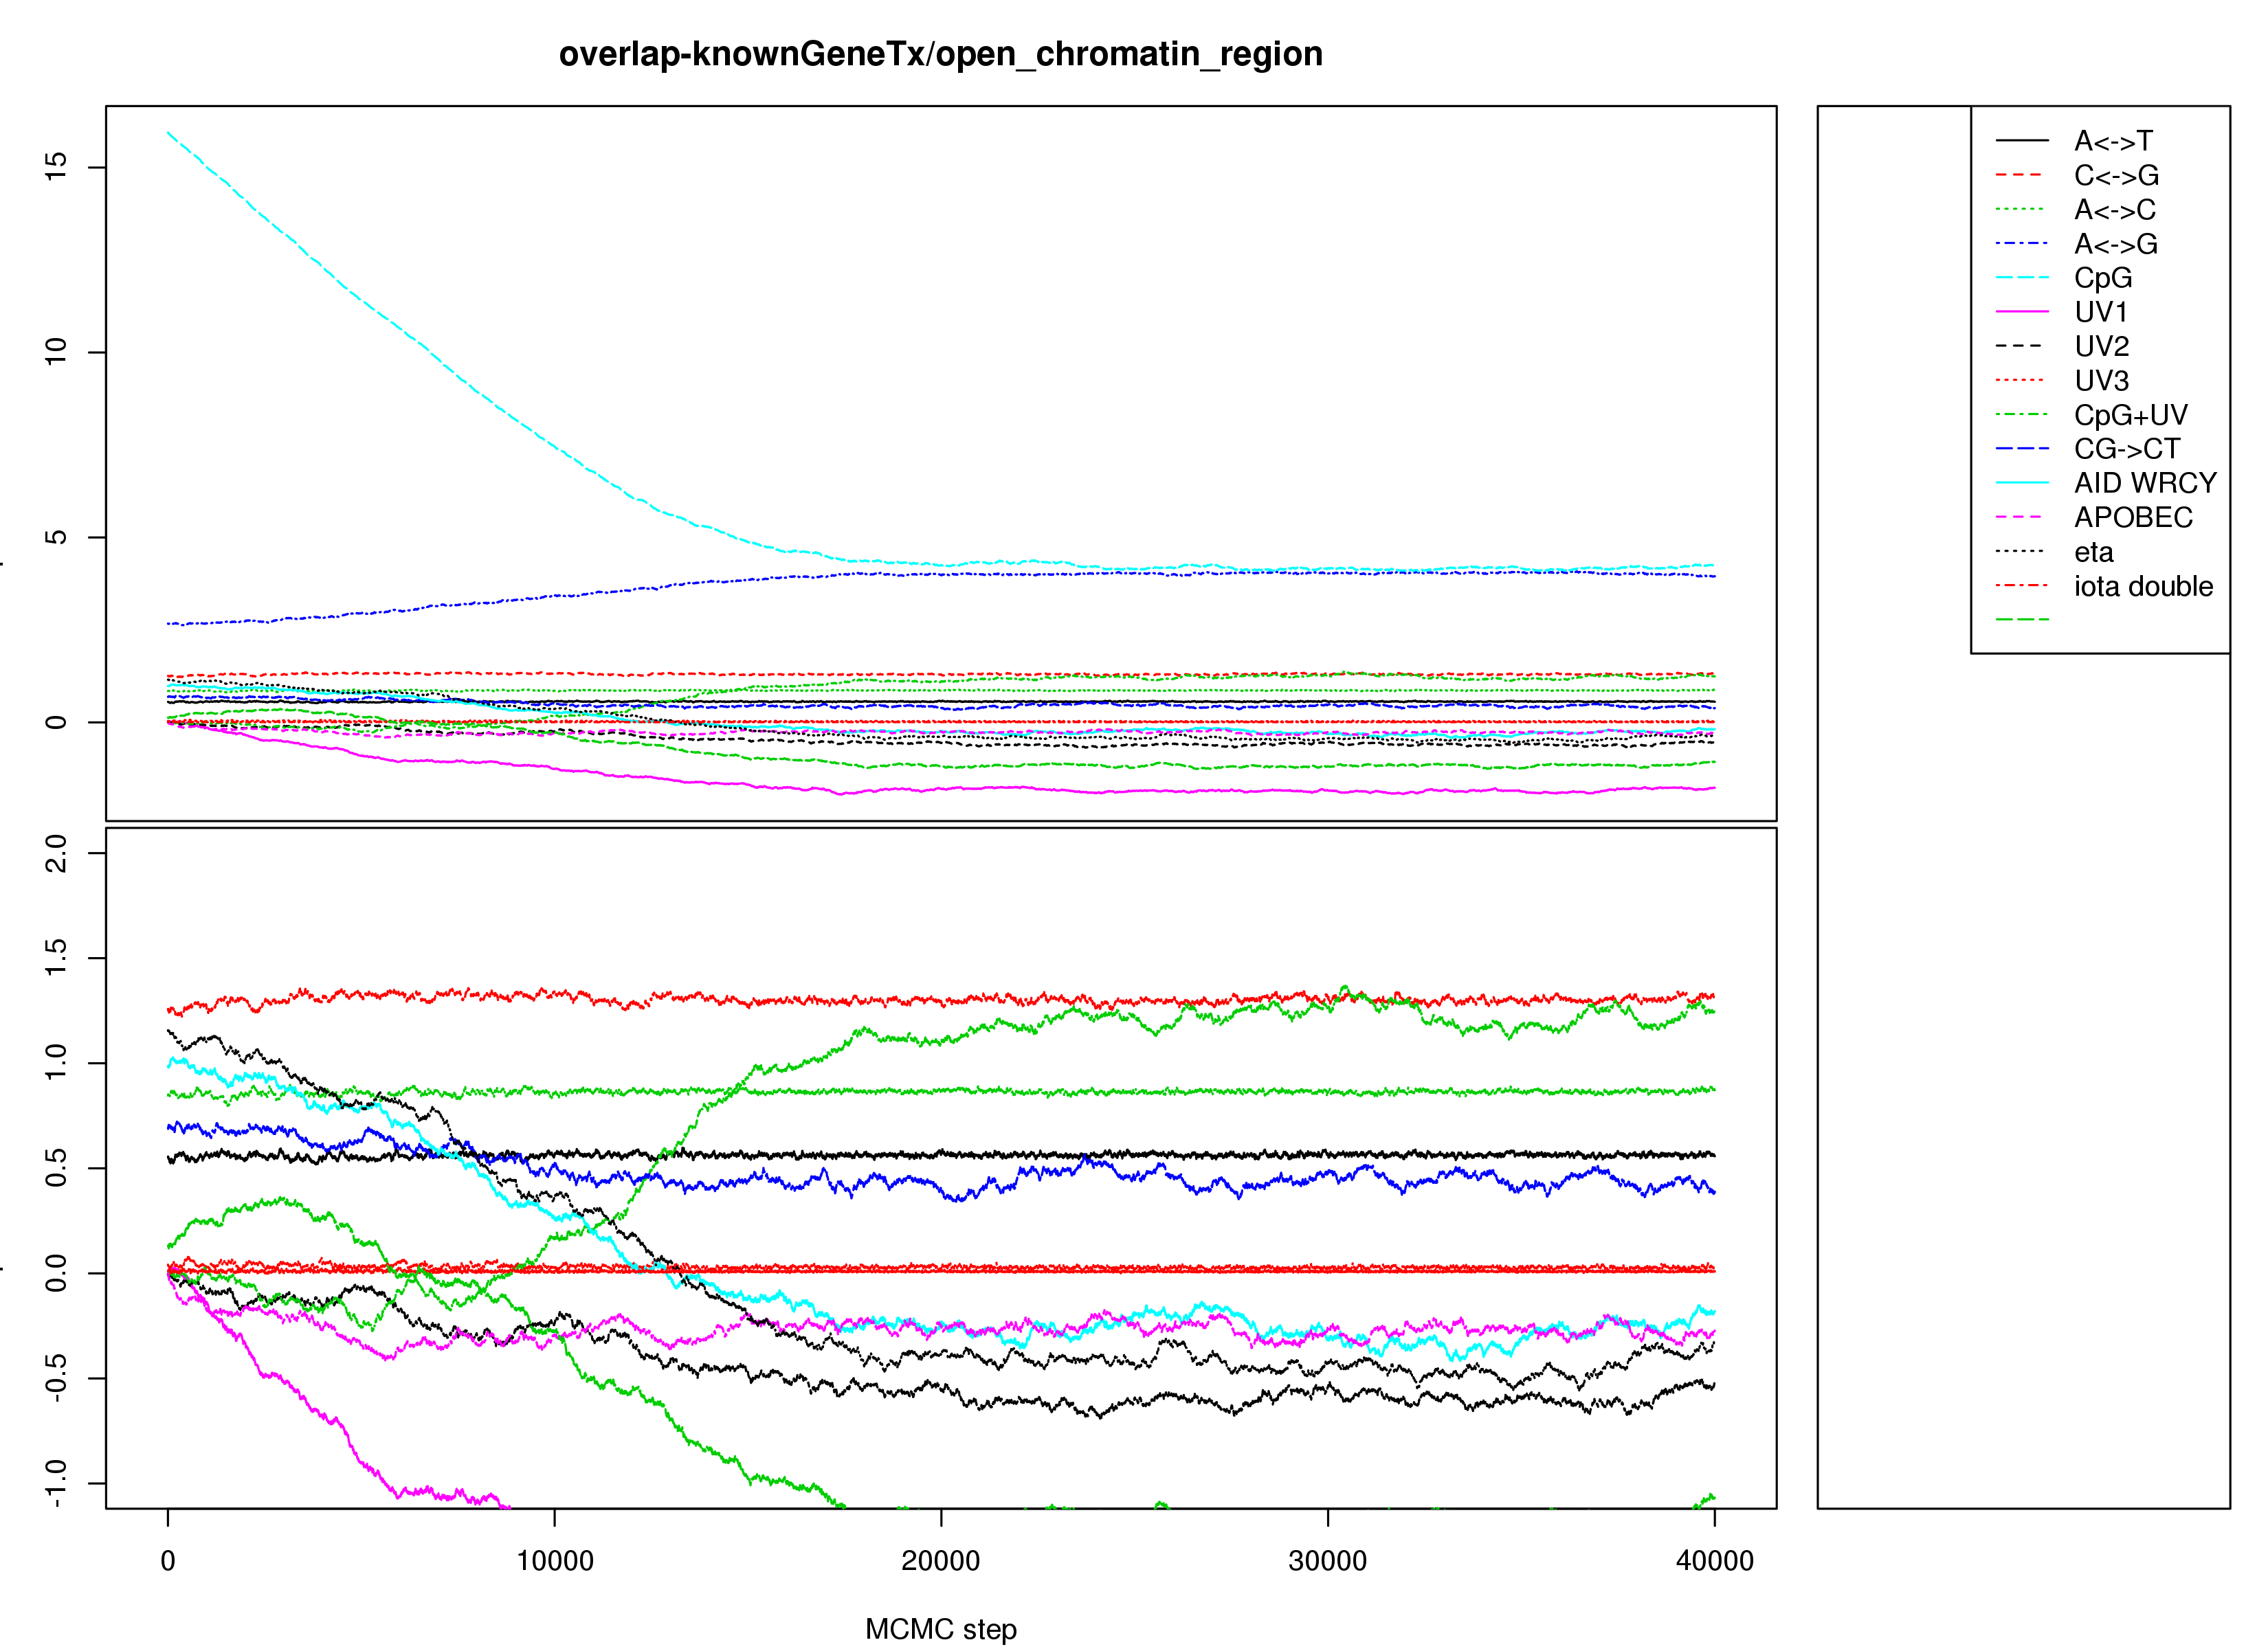 overlap-knownGeneTx/open_chromatin_region
15
10
5
0
2.0
1.5
1.0
0.5
0.0
-0.5
-1.0
0 10000 20000 30000 40000
MCMC step
A<->T
C<->G
A<->C
A<->G
CpG
UV1
UV2
UV3
CpG+UV
CG->CT
AID WRCY
APOBEC
eta
iota double